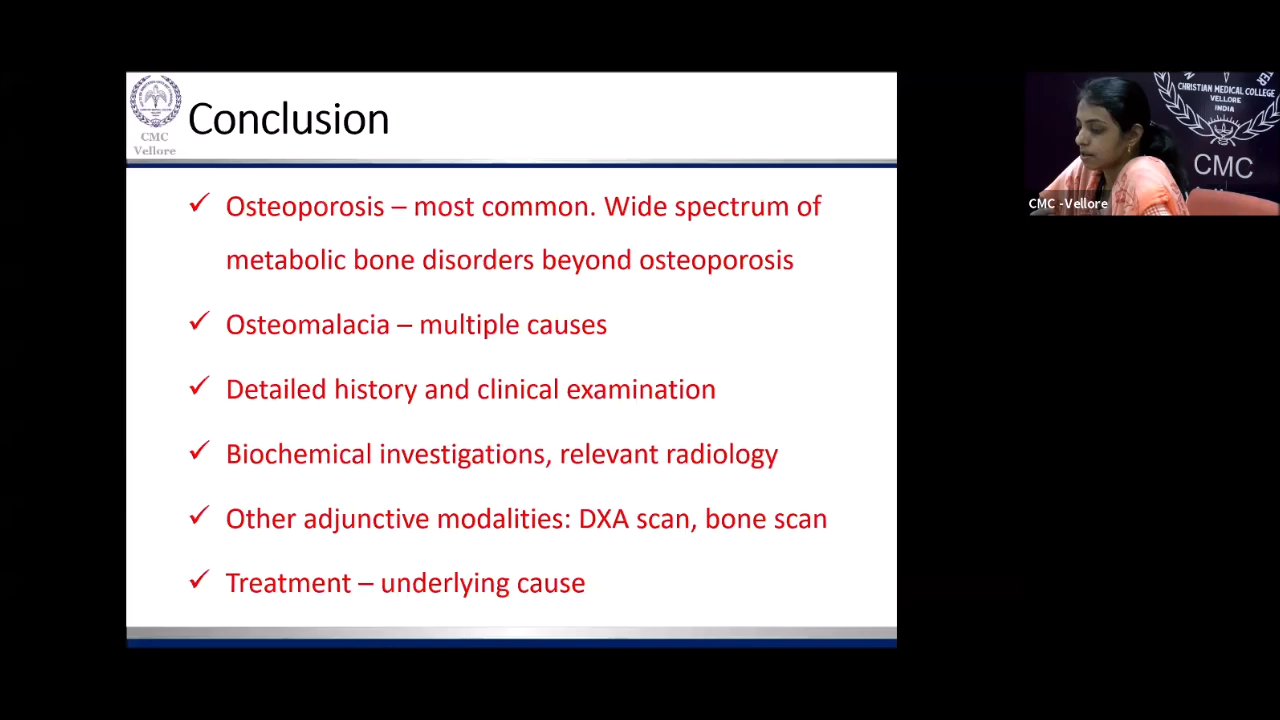 CMC
Vellore
Conclusion
✓ Osteoporosis – most common. Wide spectrum of
metabolic bone disorders beyond osteoporosis
✓ Osteomalacia – multiple causes
✓ Detailed history and clinical examination
✓ Biochemical investigations, relevant radiology
✓ Other adjunctive modalities: DXA scan, bone scan
✓ Treatment – underlying cause
CHRISTIAN MEDICAL COLLEGE
VELLORE
INDIA
CMC
CMC -Vellore